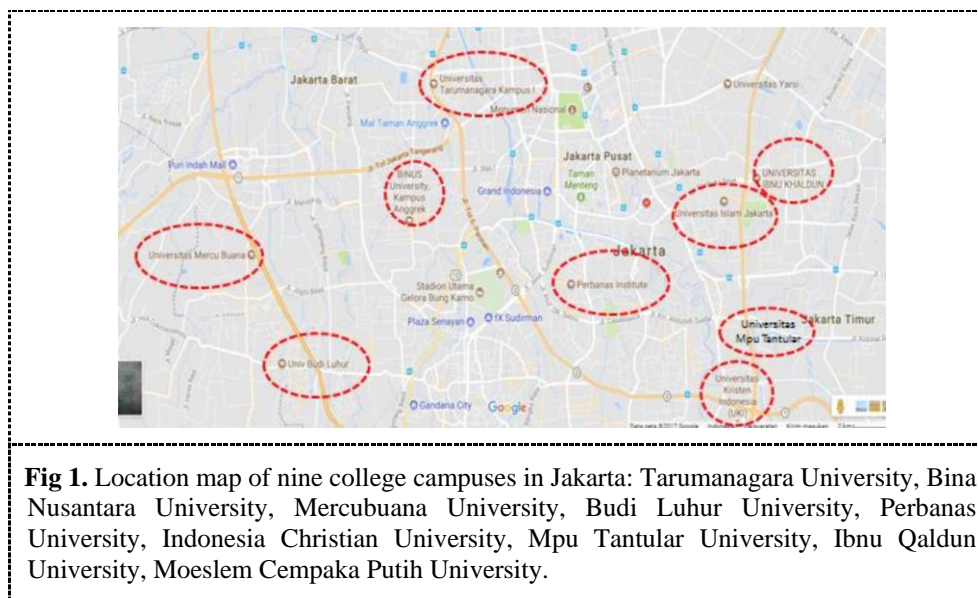 Jakarta Barat
Universitas
Tarumanagara Kampus I
Monumen Nasional
Universitas Yarsi
Mal Taman Anggrek
Puri Indah Mall
Jl. Tol Jakarta Tangerang
BINUS
University,
Kampus
Anggrek
Jakarta Pusat
Planetarium Jakarta
Taman
Menteng
Grand Indonesia
UNIVERSITAS
IBNU KHALDUN
Universitas Islam Jakarta
Universitas Mercu Buana
Jakarta
Stadion Utama
Gelora Bung Karno
Perbanas Institute
Plaza Senayan
fX Sudirman
Universitas
Mpu Tantular
Jakarta Timur
Univ Budi Luhur
Universitas
Kristen
Indonesia
(UKI)
Gandaria City
Google
Fig 1. Location map of nine college campuses in Jakarta: Tarumanagara University, Bina
Nusantara University, Mercubuana University, Budi Luhur University, Perbanas
University, Indonesia Christian University, Mpu Tantular University, Ibnu Qaldun
University, Moeslem Cempaka Putih University.